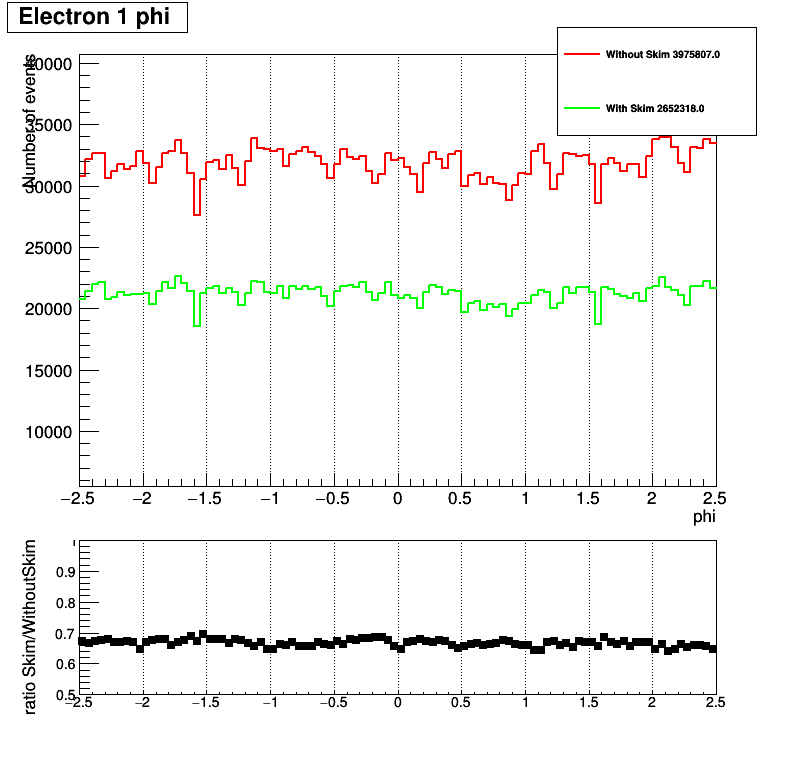 Electron 1 phi
Without Skim 3975807.0
With Skim 2652318.0
Number of events
40000
35000
30000
25000
20000
15000
10000
−2.5 −2 −1.5 −1 −0.5 0 0.5 1 1.5 2 2.5
phi
ratio Skim/WithoutSkim
1
0.9
0.8
0.7
0.6
0.5
−2.5 −2 −1.5 −1 −0.5 0 0.5 1 1.5 2 2.5